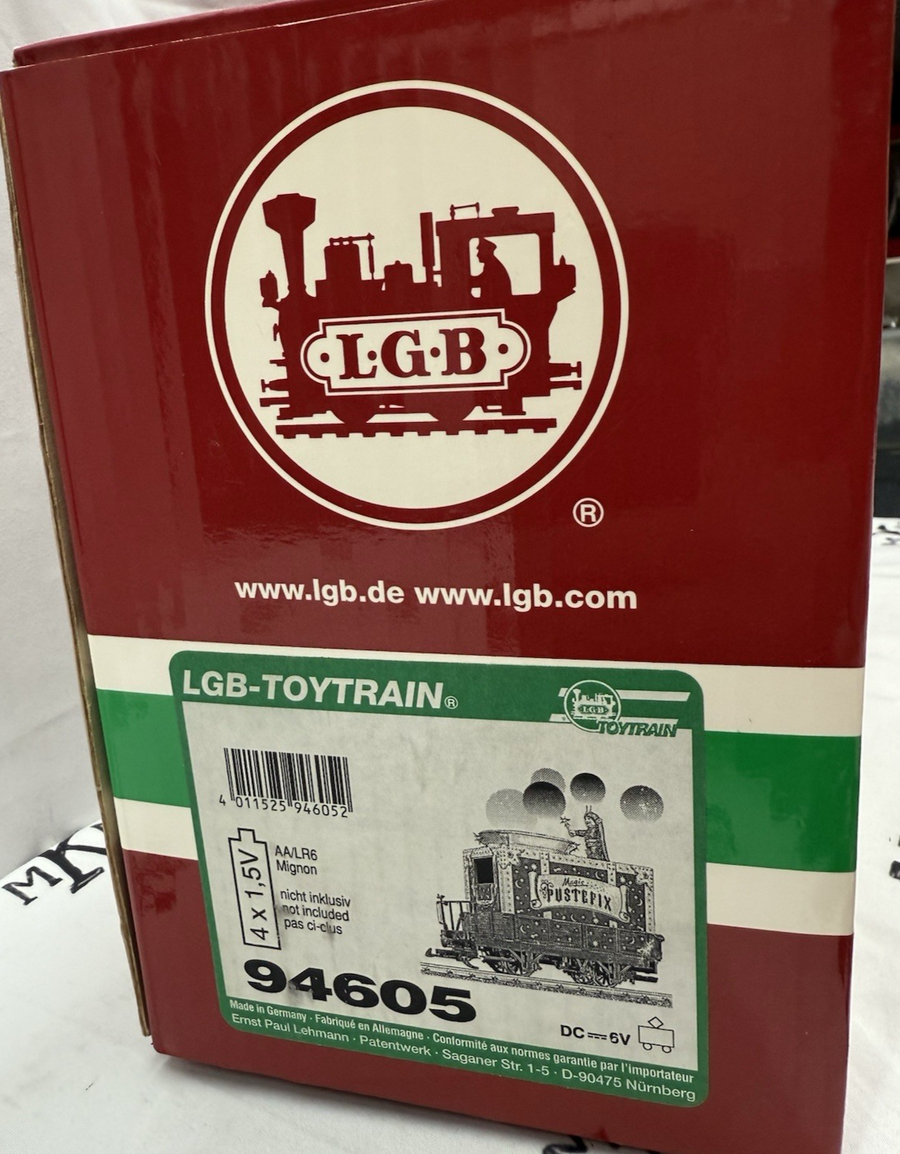 L·G·B
®
www.lgb.de www.lgb.com
LGB-TOYTRAIN®
L·G·B
TOYTRAIN
4 011525 946052
4 x 1,5V
AA/LR6
Mignon
nicht inklusiv
not included
pas ci-clus
Magic
PUSTEFIX
94605
DC 6V
Made in Germany · Fabriqué en Allemagne · Conformité aux normes garantie par l'importateur
Ernst Paul Lehmann · Patentwerk · Saganer Str. 1-5 · D-90475 Nürnberg